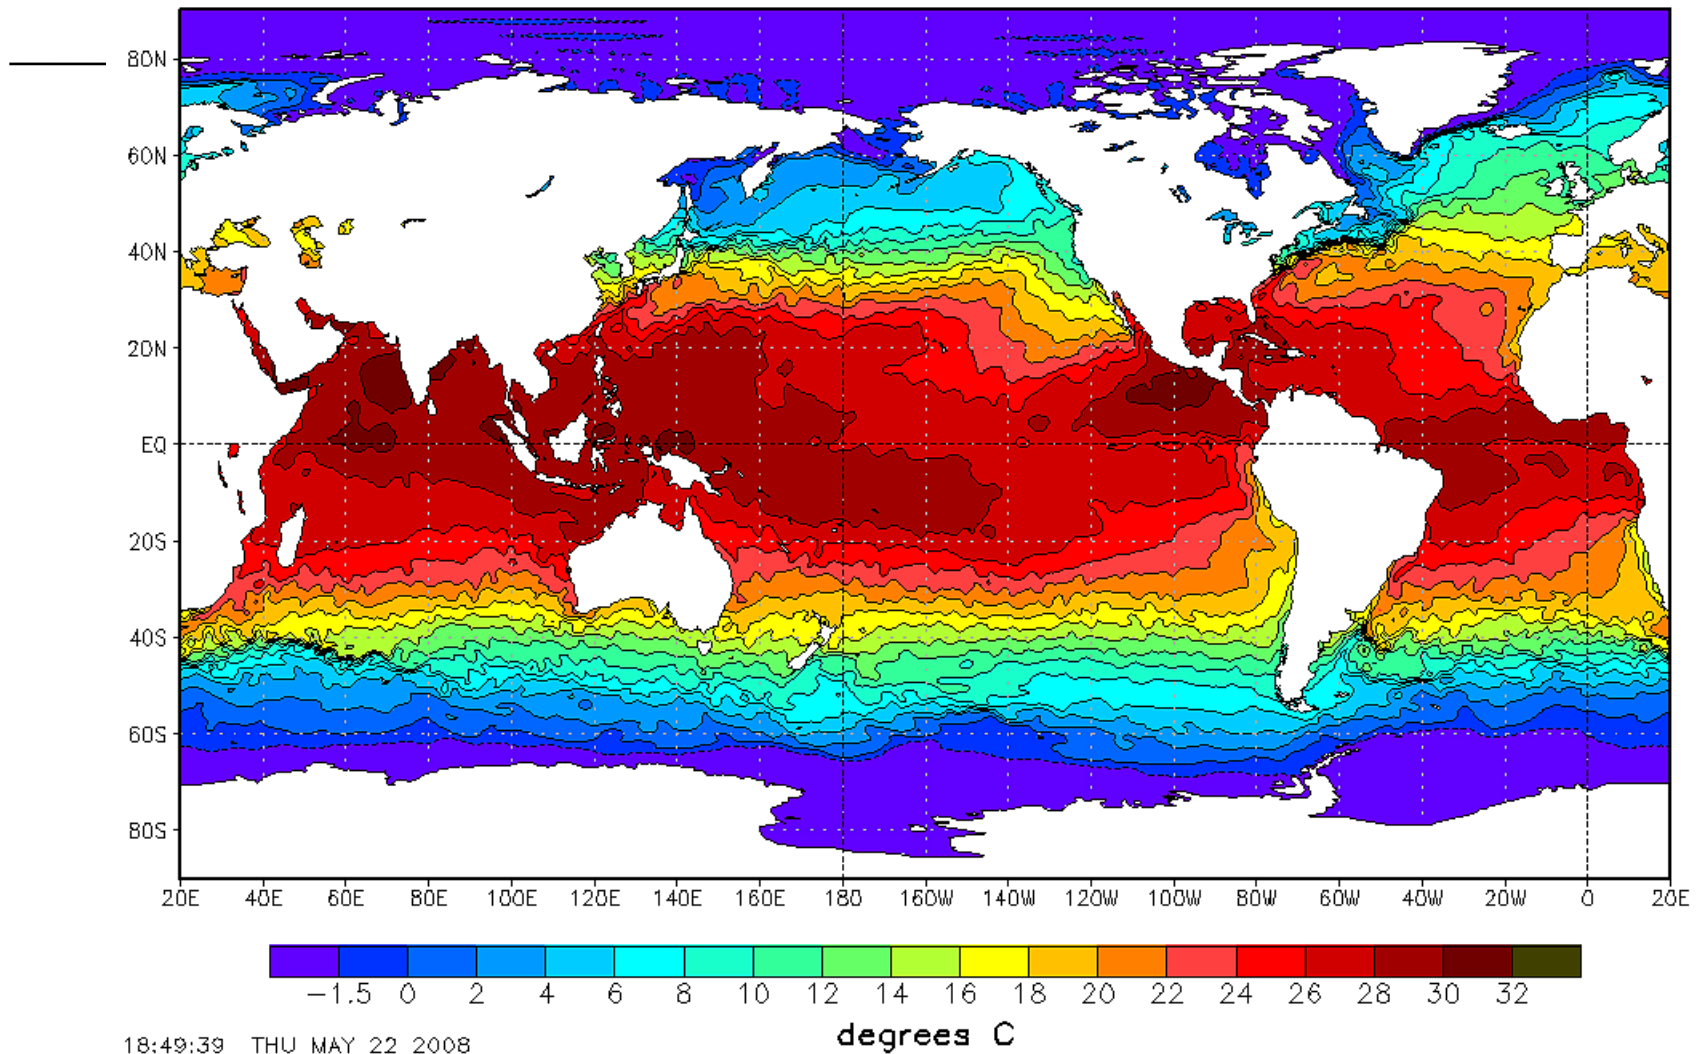 80N
60N
40N
20N
EQ
20S
40S
60S
80S
20E 40E 60E 80E 100E 120E 140E 160E 180 160W 140W 120W 100W 80W 60W 40W 20W 0 20E
−1.5 0 2 4 6 8 10 12 14 16 18 20 22 24 26 28 30 32
degrees C
18:49:39 THU MAY 22 2008